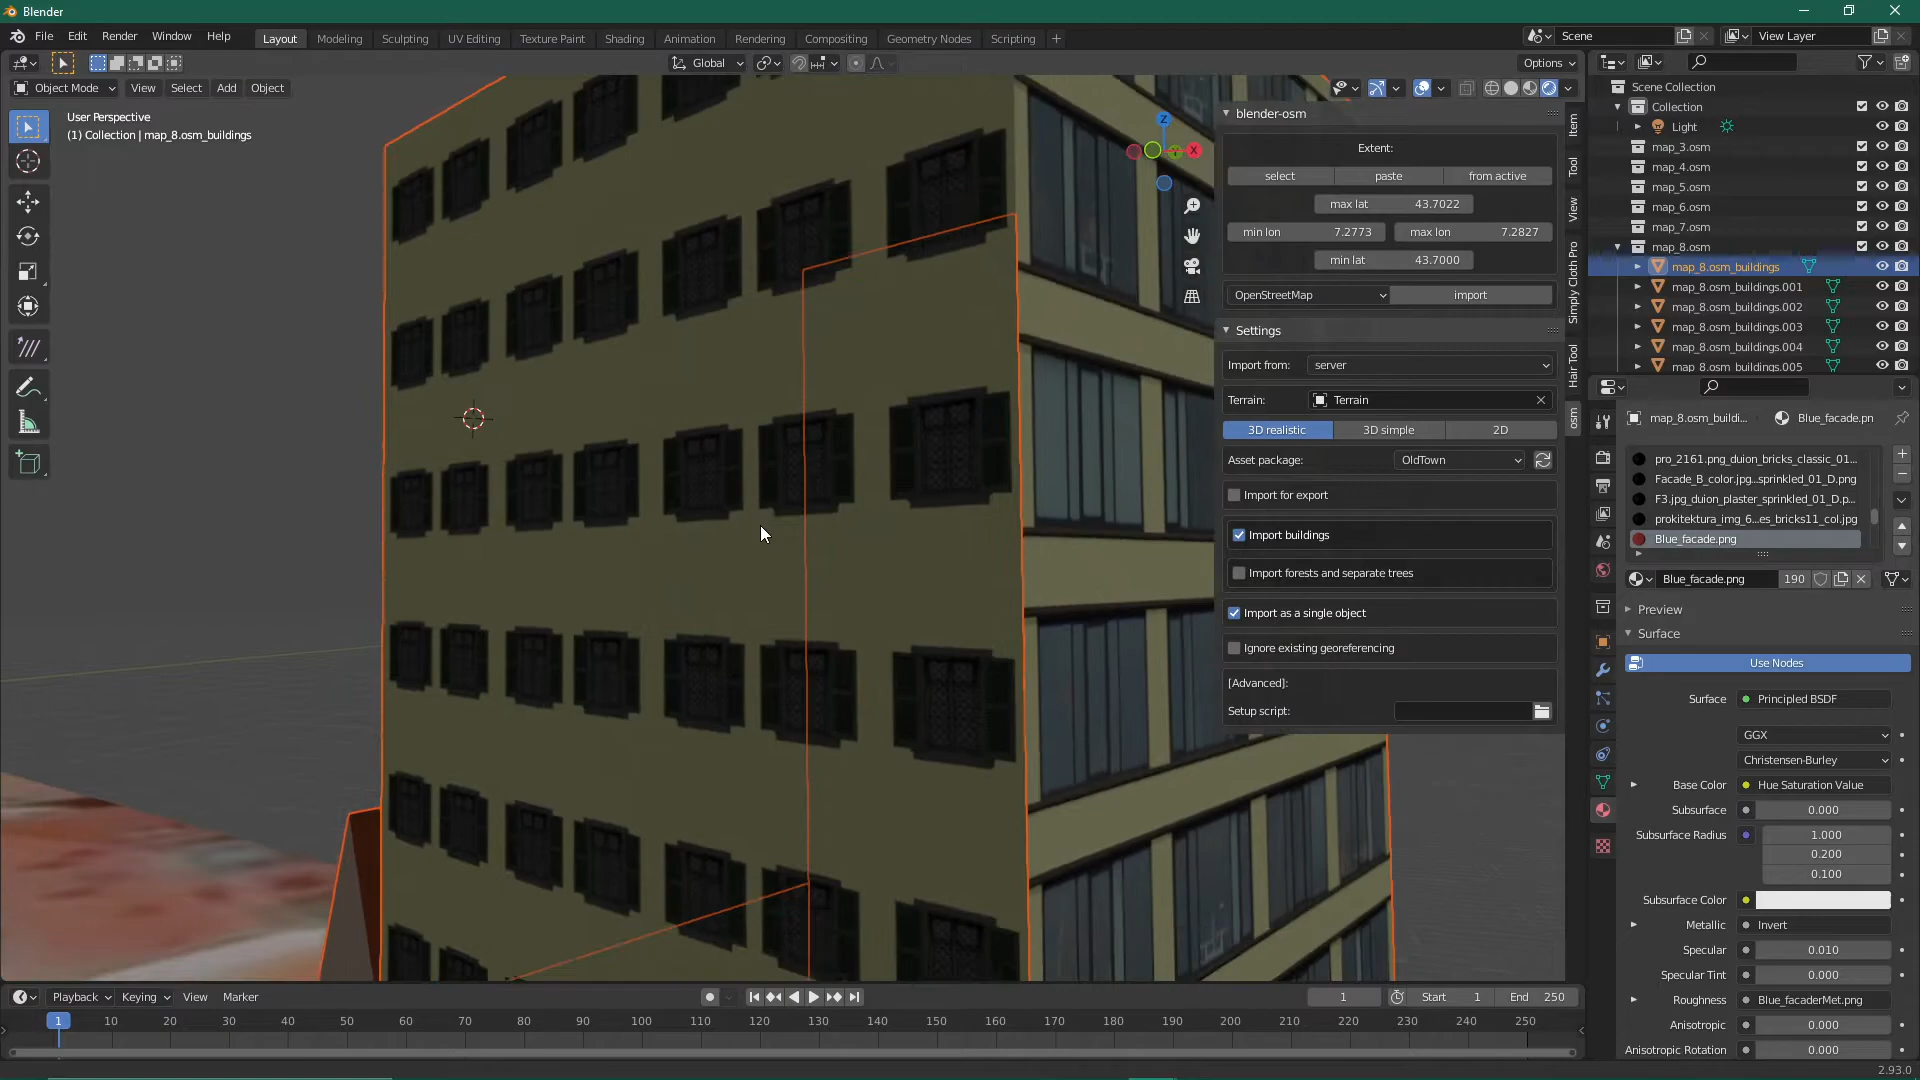 Blender
File Edit Render Window Help
Layout Modeling Sculpting UV Editing Texture Paint Shading Animation Rendering Compositing Geometry Nodes Scripting +
Scene
View Layer
Global
Options
Object Mode View Select Add Object
User Perspective
(1) Collection | map_8.osm_buildings
Z
X
blender-osm
Extent:
select paste from active
max lat 43.7022
min lon 7.2773 max lon 7.2827
min lat 43.7000
OpenStreetMap import
Settings
Import from: server
Terrain: Terrain
3D realistic 3D simple 2D
Asset package: OldTown
Import for export
Import buildings
Import forests and separate trees
Import as a single object
Ignore existing georeferencing
[Advanced]:
Setup script:
Item
Tool
View
Simply Cloth Pro
Hair Tool
osm
Scene Collection
Collection
Light
map_3.osm
map_4.osm
map_5.osm
map_6.osm
map_7.osm
map_8.osm
map_8.osm_buildings
map_8.osm_buildings.001
map_8.osm_buildings.002
map_8.osm_buildings.003
map_8.osm_buildings.004
map_8.osm_buildings.005
map_8.osm_buildi... Blue_facade.pn
pro_2161.png_duion_bricks_classic_01...
Facade_B_color.jpg...sprinkled_01_D.png
F3.jpg_duion_plaster_sprinkled_01_D.p...
prokitektura_img_6...es_bricks11_col.jpg
Blue_facade.png
Blue_facade.png 190
Preview
Surface
Use Nodes
Surface Principled BSDF
GGX
Christensen-Burley
Base Color Hue Saturation Value
Subsurface 0.000
Subsurface Radius 1.000
0.200
0.100
Subsurface Color
Metallic Invert
Specular 0.010
Specular Tint 0.000
Roughness Blue_facaderMet.png
Anisotropic 0.000
Anisotropic Rotation 0.000
Playback Keying View Marker
1 Start 1 End 250
1 10 20 30 40 50 60 70 80 90 100 110 120 130 140 150 160 170 180 190 200 210 220 230 240 250
2.93.0